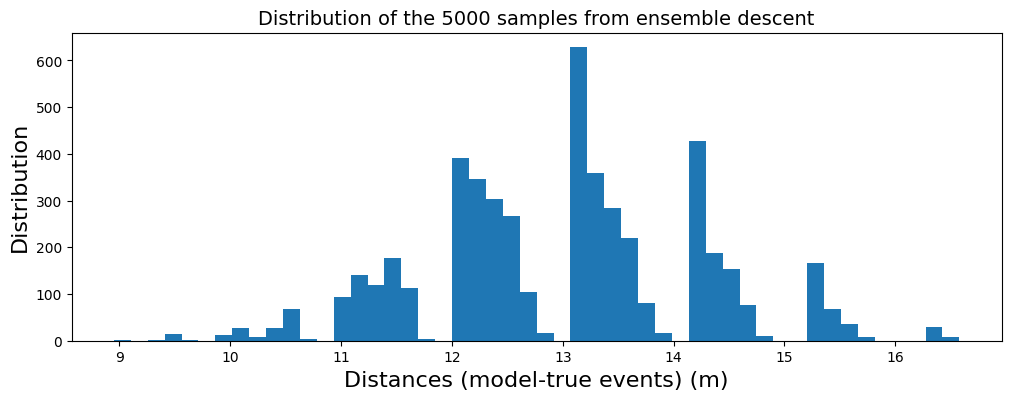 Distribution of the 5000 samples from ensemble descent
Distribution
600
500
400
300
200
100
0
9 10 11 12 13 14 15 16
Distances (model-true events) (m)